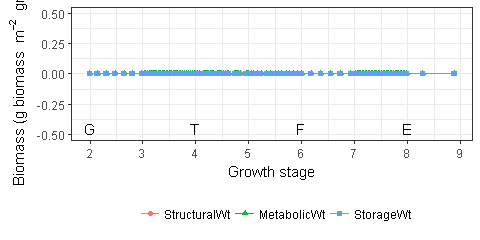 0.50
0.25
0.00
-0.25
-0.50
Biomass (g biomass m⁻²
G T F E
2 3 4 5 6 7 8 9
Growth stage
StructuralWt MetabolicWt StorageWt